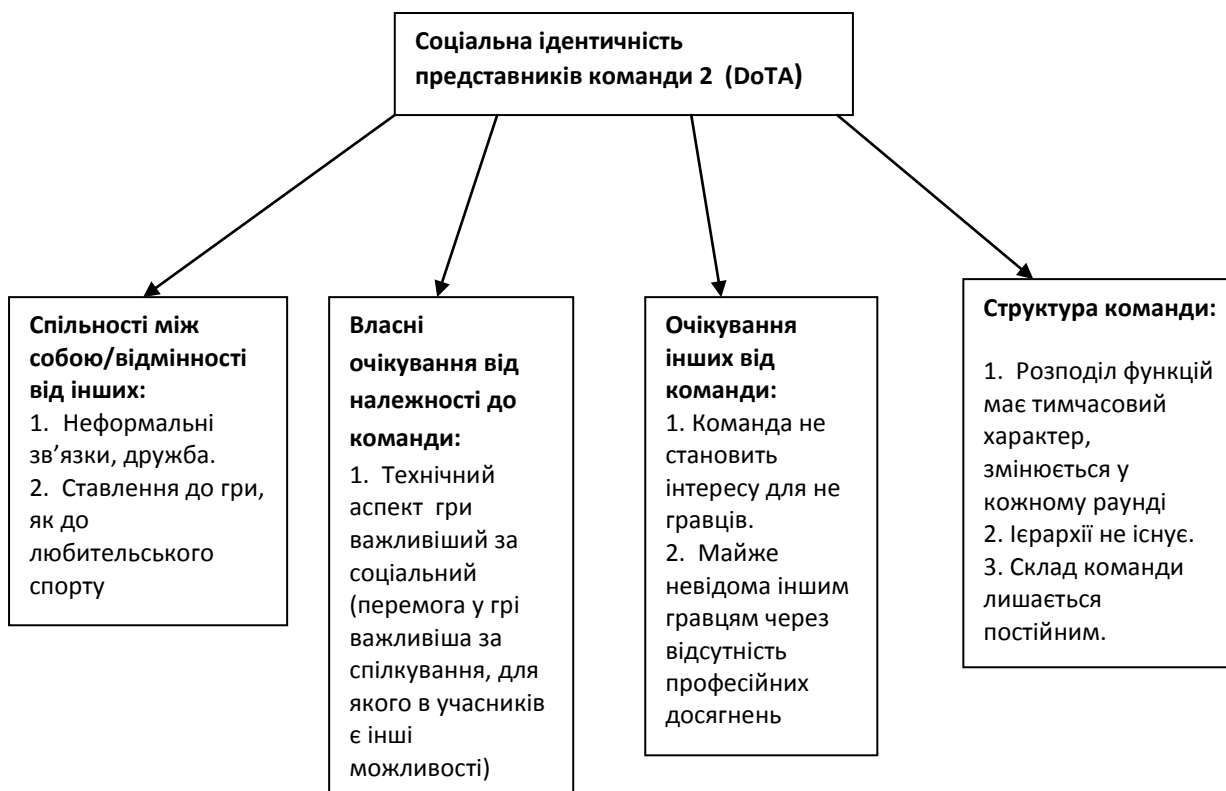 Соціальна ідентичність
представників команди 2 (DoTA)
Спільності між
собою/відмінності
від інших:
1. Неформальні
зв’язки, дружба.
2. Ставлення до гри,
як до
любительського
спорту
Власні
очікування від
належності до
команди:
1. Технічний
аспект гри
важливіший за
соціальний
(перемога у грі
важливіша за
спілкування, для
якого в учасників
є інші
можливості)
Очікування
інших від
команди:
1. Команда не
становить
інтересу для не
гравців.
2. Майже
невідома іншим
гравцям через
відсутність
професійних
досягнень
Структура команди:
1. Розподіл функцій
має тимчасовий
характер,
змінюється у
кожному раунді
2. Ієрархії не існує.
3. Склад команди
лишається
постійним.